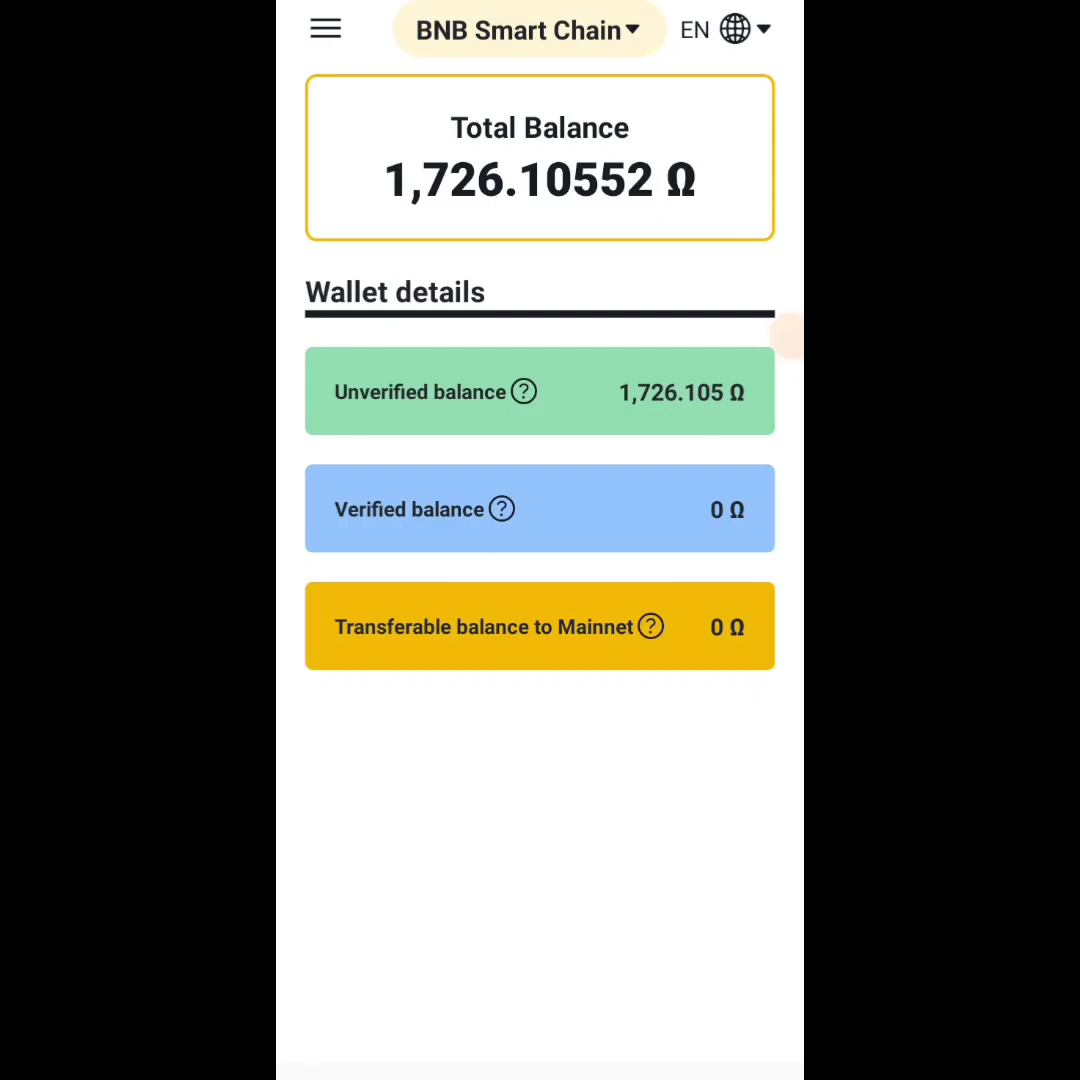 BNB Smart Chain EN
Total Balance
1,726.10552 Ω
Wallet details
Unverified balance ? 1,726.105 Ω
Verified balance ? 0 Ω
Transferable balance to Mainnet ? 0 Ω